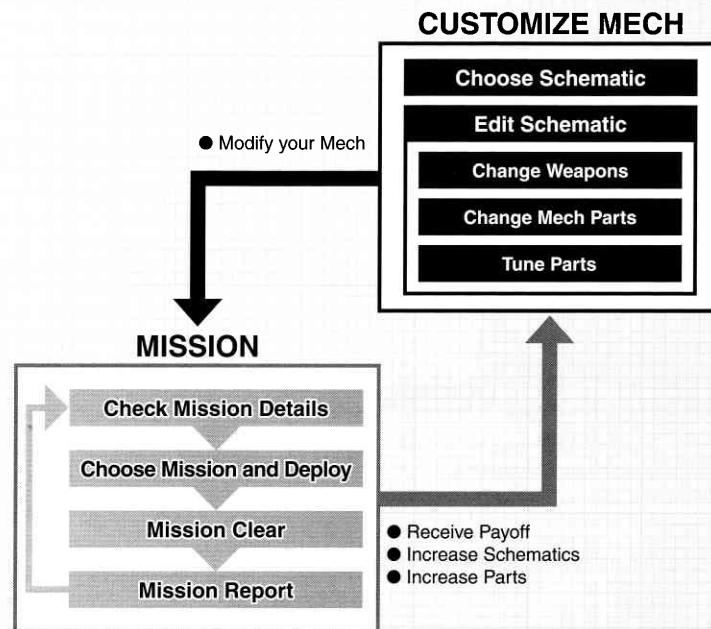 CUSTOMIZE MECH
Choose Schematic
Edit Schematic
Change Weapons
Change Mech Parts
Tune Parts
● Modify your Mech
MISSION
Check Mission Details
Choose Mission and Deploy
Mission Clear
Mission Report
● Receive Payoff
● Increase Schematics
● Increase Parts